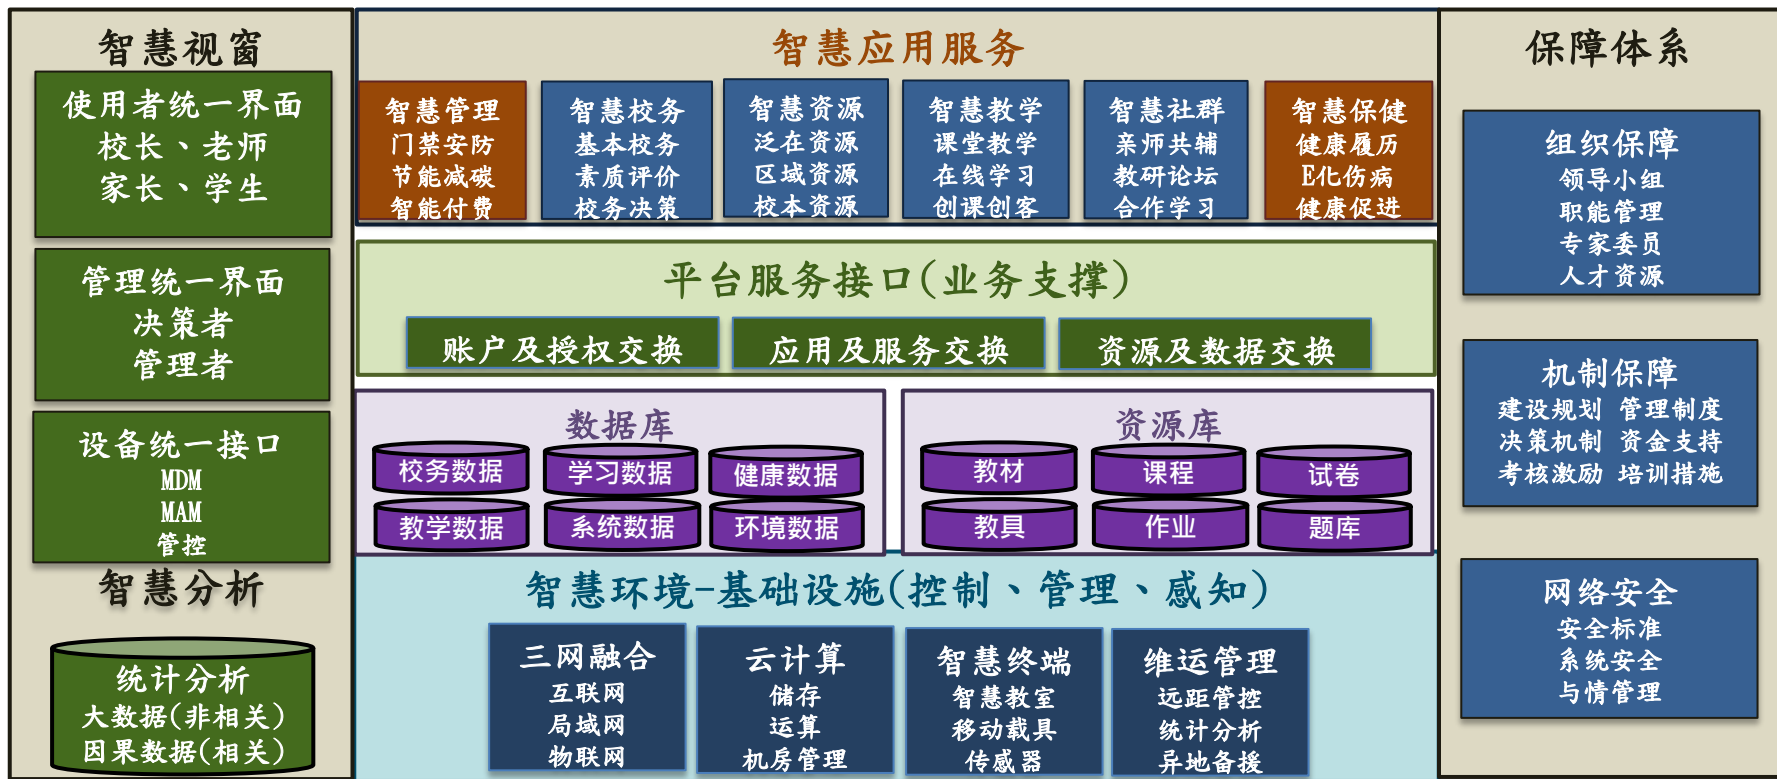 智慧视窗
使用者统一界面
校长、老师
家长、学生
管理统一界面
决策者
管理者
设备统一接口
MDM
MAM
管控
智慧分析
统计分析
大数据(非相关)
因果数据(相关)
智慧应用服务
智慧管理
门禁安防
节能减碳
智能付费
智慧校务
基本校务
素质评价
校务决策
智慧资源
泛在资源
区域资源
校本资源
智慧教学
课堂教学
在线学习
创课创客
智慧社群
亲师共辅
教研论坛
合作学习
智慧保健
健康履历
E化伤病
健康促进
平台服务接口(业务支撑)
账户及授权交换
应用及服务交换
资源及数据交换
数据库
校务数据
学习数据
健康数据
教学数据
系统数据
环境数据
资源库
教材
课程
试卷
教具
作业
题库
智慧环境-基础设施(控制、管理、感知)
三网融合
互联网
局域网
物联网
云计算
储存
运算
机房管理
智慧终端
智慧教室
移动载具
传感器
维运管理
远距管控
统计分析
异地备援
保障体系
组织保障
领导小组
职能管理
专家委员
人才资源
机制保障
建设规划 管理制度
决策机制 资金支持
考核激励 培训措施
网络安全
安全标准
系统安全
与情管理